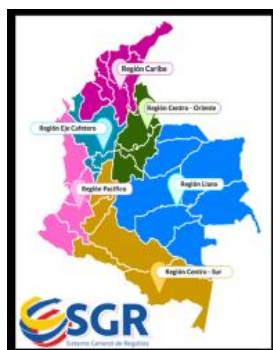 Región Caribe
Región Centro - Oriente
Región Eje Cafetero
Región Pacífico
Región Llano
Región Centro - Sur
SGR
Sistema General de Regalías